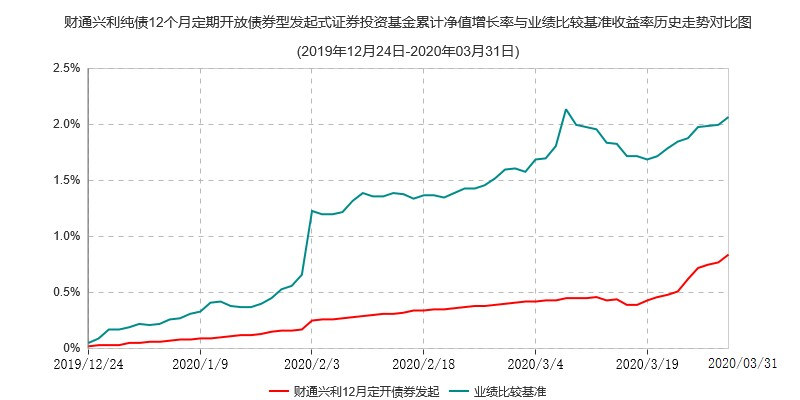 财通兴利纯债12个月定期开放债券型发起式证券投资基金累计净值增长率与业绩比较基准收益率历史走势对比图
(2019年12月24日-2020年03月31日)
2.5%
2.0%
1.5%
1.0%
0.5%
0%
2019/12/24 2020/1/9 2020/2/3 2020/2/18 2020/3/4 2020/3/19 2020/03/31
财通兴利12月定开债券发起 业绩比较基准